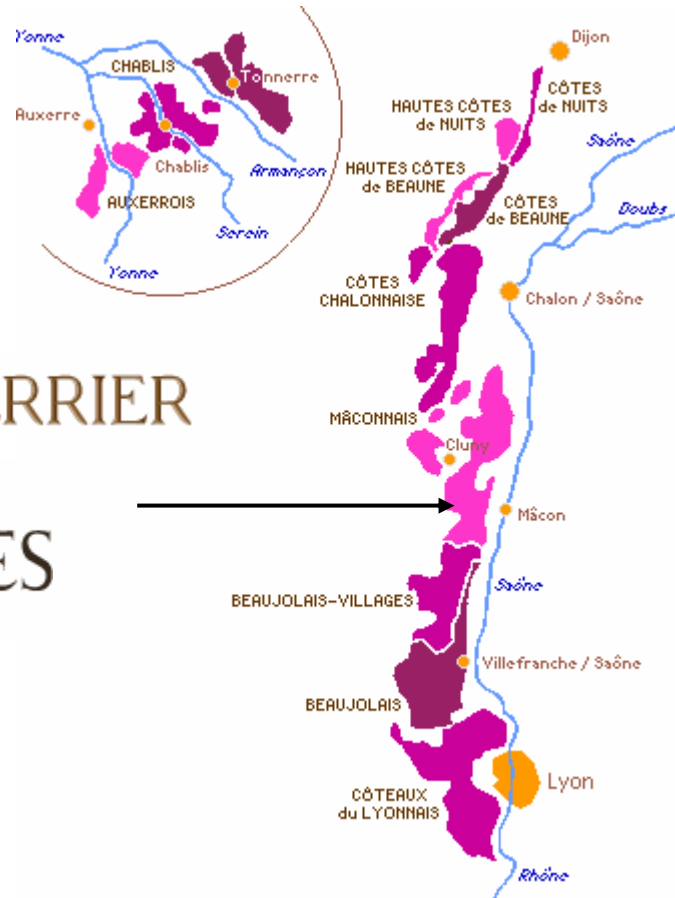 Yonne
CHABLIS
Tonnerre
Auxerre
Chablis
Armançon
AUXERROIS
Serein
Yonne
Dijon
CÔTES
de NUITS
HAUTES CÔTES
de NUITS
Saône
HAUTES CÔTES
de BEAUNE
CÔTES
de BEAUNE
Doubs
CÔTES
CHALONNAISE
Chalon / Saône
ERRIER
MÂCONNAIS
Cluny
Mâcon
ES
Saône
BEAUJOLAIS-VILLAGES
Villefranche / Saône
BEAUJOLAIS
Lyon
CÔTEAUX
du LYONNAIS
Rhône